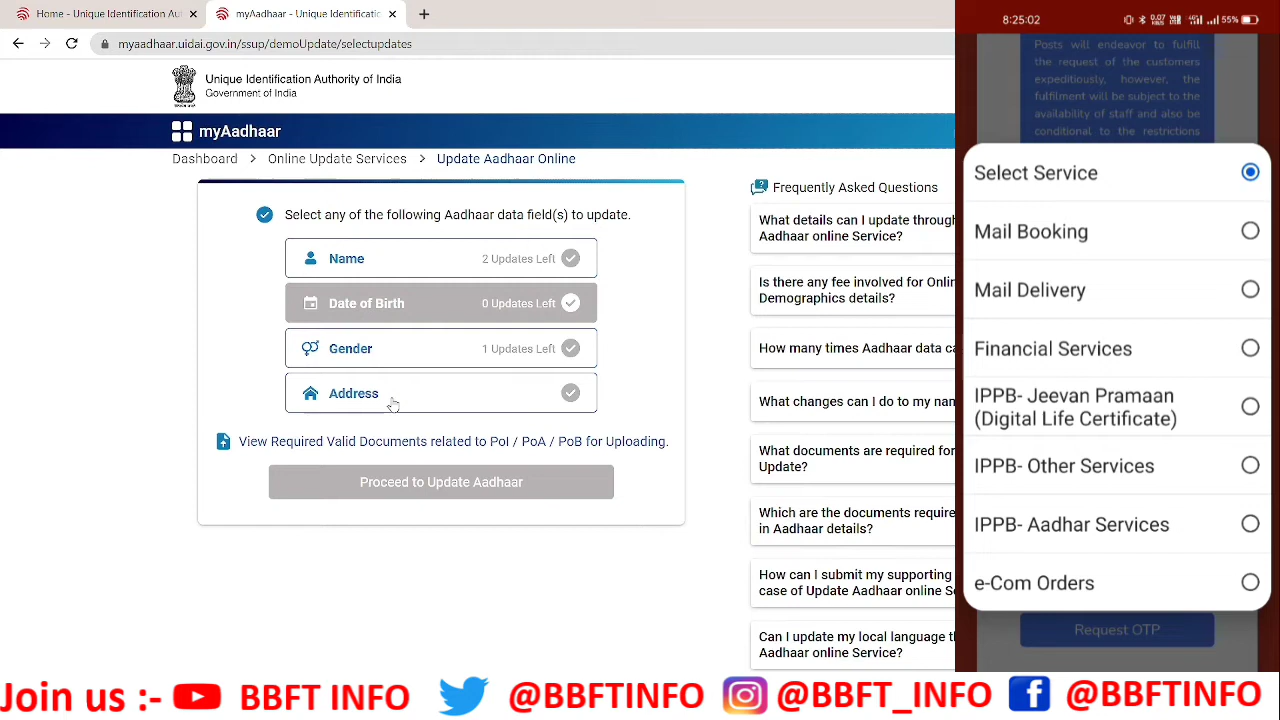 Home - Unique Identification Aut
myAadhaar - Unique Identificatio
myaadhaar.uidai.gov.in/ssup/demoUpdate/instructupdates
Unique Identification Authority of India
Government of India
myAadhaar
Dashboard > Online Update Services > Update Aadhaar Online
Select any of the following Aadhaar data field(s) to update.
Name 2 Updates Left
Date of Birth 0 Updates Left
Gender 1 Updates Left
Address
View Required Valid Documents related to PoI / PoA / PoB for Uploading.
Proceed to Update Aadhaar
Frequently Asked Questions
What details can I update through
Aadhaar online Service?
Is there any fee involved for Onlin
Demographics details?
How many times Aadhaar data ca
What changes can I do to my nam
What documents are required for
Update?
Which are the documents require
in Aadhaar details?
How can I submit my supporting
case of Update Aadhaar online S
Can I update my local language t
Aadhaar online Service?
8:25:02
0.07
KB/S
55%
Posts will endeavor to fulfill
the request of the customers
expeditiously, however, the
fulfilment will be subject to the
availability of staff and also be
conditional to the restrictions
Select Service
Mail Booking
Mail Delivery
Financial Services
IPPB- Jeevan Pramaan
(Digital Life Certificate)
IPPB- Other Services
IPPB- Aadhar Services
e-Com Orders
Request OTP
Join us :- BBFT INFO @BBFTINFO @BBFT_INFO @BBFTINFO